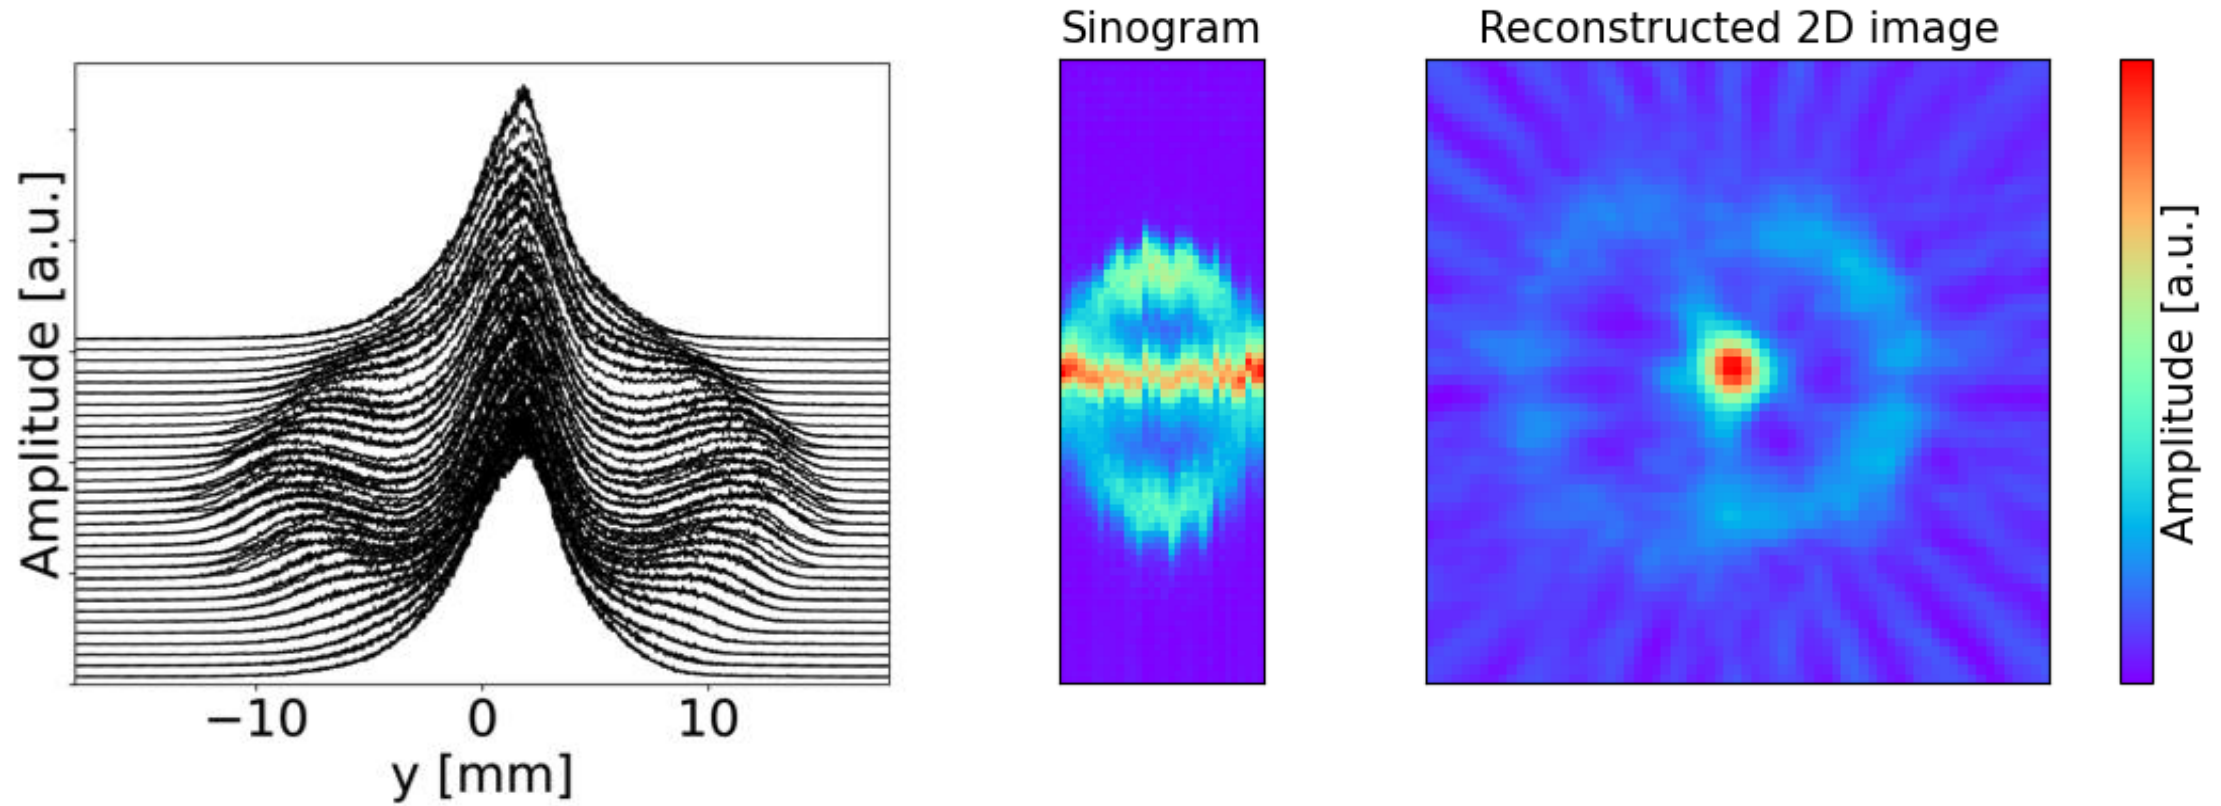 Sinogram
Reconstructed 2D image
Amplitude [a.u.]
−10 0 10
y [mm]
Amplitude [a.u.]